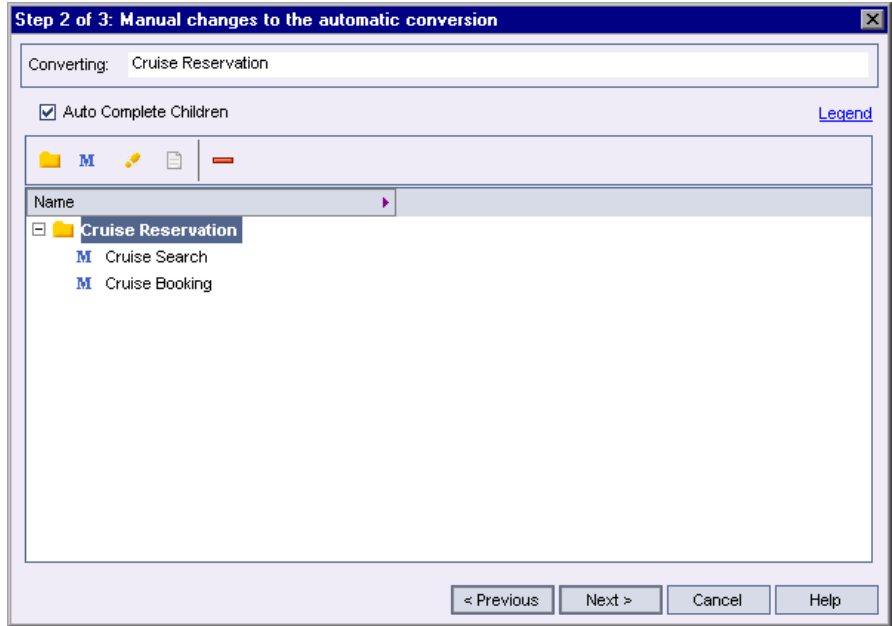 Step 2 of 3: Manual changes to the automatic conversion
Converting: Cruise Reservation
Auto Complete Children
Legend
M
Name
Cruise Reservation
M Cruise Search
M Cruise Booking
< Previous Next > Cancel Help